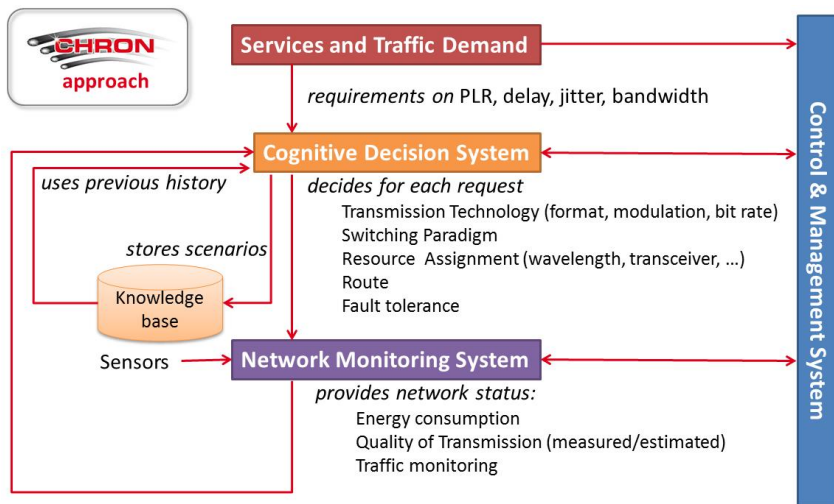 CHRON
approach
Services and Traffic Demand
requirements on PLR, delay, jitter, bandwidth
Cognitive Decision System
uses previous history
decides for each request
Transmission Technology (format, modulation, bit rate)
Switching Paradigm
stores scenarios
Resource Assignment (wavelength, transceiver, ...)
Route
Fault tolerance
Knowledge
base
Sensors
Network Monitoring System
provides network status:
Energy consumption
Quality of Transmission (measured/estimated)
Traffic monitoring
Control & Management System